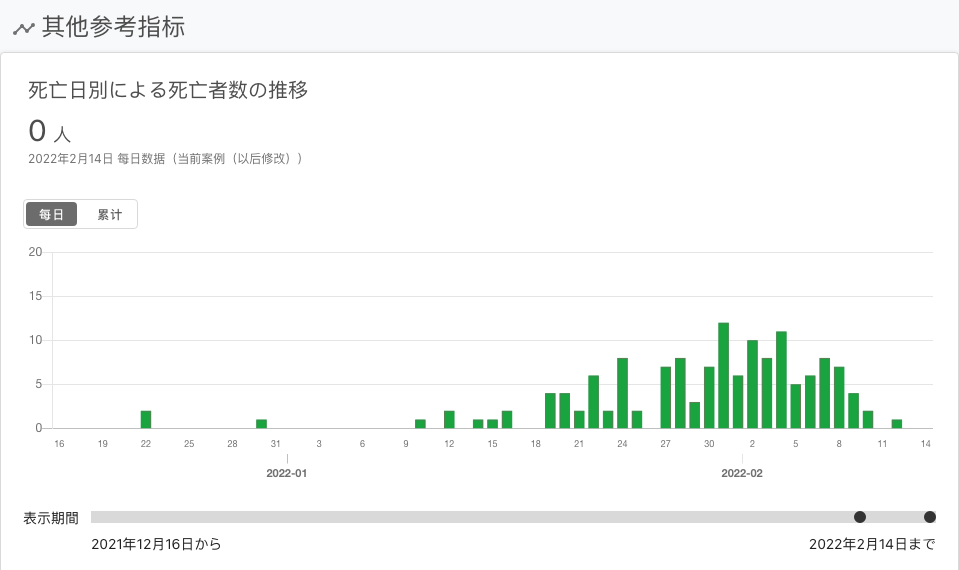 其他参考指标
死亡日別による死亡者数の推移
0 人
2022年2月14日 每日数据（当前案例（以后修改））
每日 累计
20
15
10
5
0
16 19 22 25 28 31 3 6 9 12 15 18 21 24 27 30 2 5 8 11 14
2022-01 2022-02
表示期間
2021年12月16日から 2022年2月14日まで